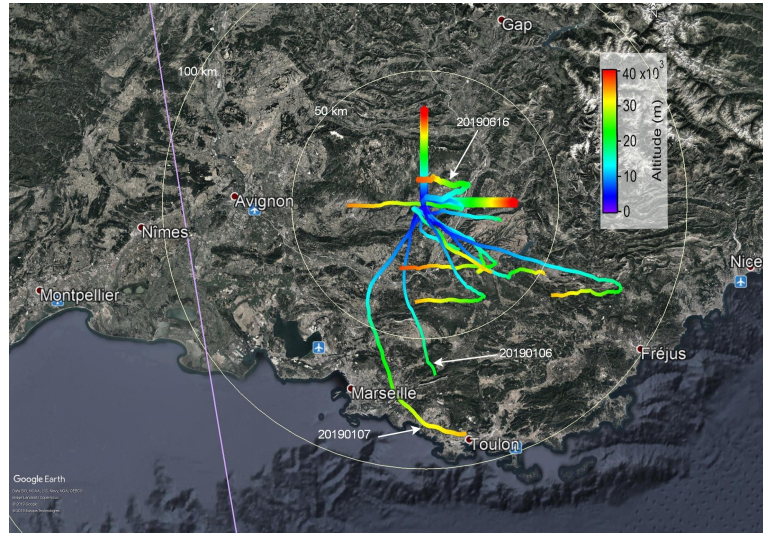 Gap
100 km
50 km
20190616
40 x10³
30
20
10
0
Altitude (m)
Avignon
Nîmes
Nice
Montpellier
20190106
Fréjus
Marseille
20190107
Toulon
Google Earth